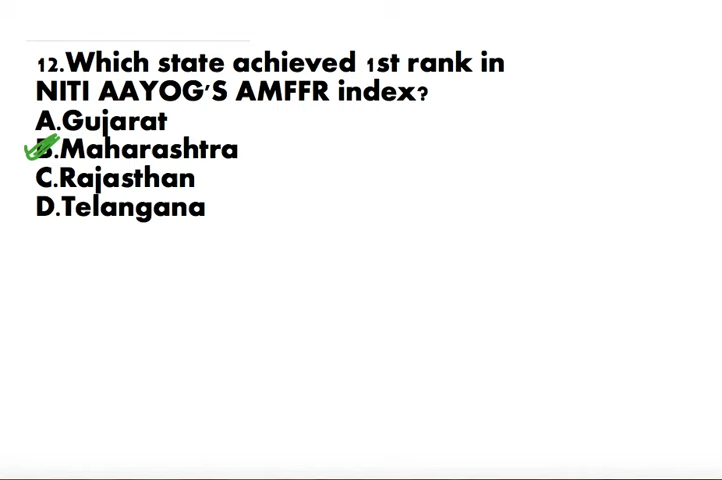 12.Which state achieved 1st rank in
NITI AAYOG'S AMFFR index?
A.Gujarat
B.Maharashtra
C.Rajasthan
D.Telangana